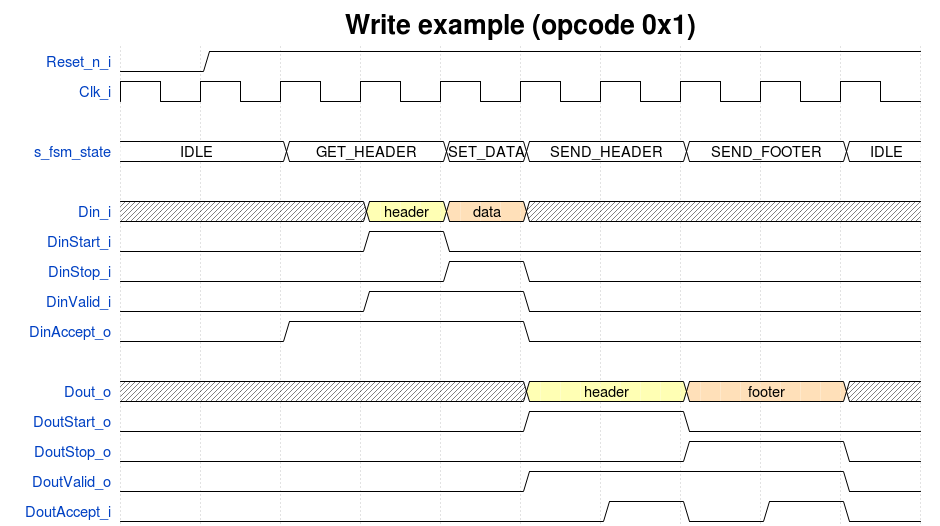 Write example (opcode 0x1)
Reset_n_i
Clk_i
s_fsm_state IDLE GET_HEADER SET_DATA SEND_HEADER SEND_FOOTER IDLE
Din_i header data
DinStart_i
DinStop_i
DinValid_i
DinAccept_o
Dout_o header footer
DoutStart_o
DoutStop_o
DoutValid_o
DoutAccept_i